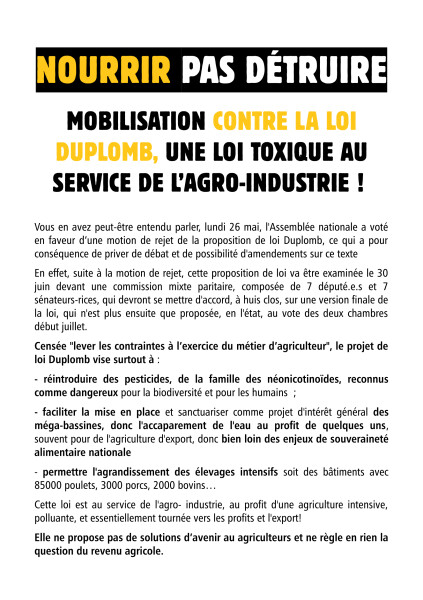 NOURRIR PAS DÉTRUIRE
MOBILISATION CONTRE LA LOI
DUPLOMB, UNE LOI TOXIQUE AU
SERVICE DE L'AGRO-INDUSTRIE !
Vous en avez peut-être entendu parler, lundi 26 mai, l'Assemblée nationale a voté
en faveur d'une motion de rejet de la proposition de loi Duplomb, ce qui a pour
conséquence de priver de débat et de possibilité d'amendements sur ce texte
En effet, suite à la motion de rejet, cette proposition de loi va être examinée le 30
juin devant une commission mixte paritaire, composée de 7 député.e.s et 7
sénateurs-rices, qui devront se mettre d'accord, à huis clos, sur une version finale de
la loi, qui n'est plus ensuite que proposée, en l'état, au vote des deux chambres
début juillet.
Censée "lever les contraintes à l'exercice du métier d'agriculteur", le projet de
loi Duplomb vise surtout à :
- réintroduire des pesticides, de la famille des néonicotinoïdes, reconnus
comme dangereux pour la biodiversité et pour les humains ;
- faciliter la mise en place et sanctuariser comme projet d'intérêt général des
méga-bassines, donc l'accaparement de l'eau au profit de quelques uns,
souvent pour de l'agriculture d'export, donc bien loin des enjeux de souveraineté
alimentaire nationale
- permettre l'agrandissement des élevages intensifs soit des bâtiments avec
85000 poulets, 3000 porcs, 2000 bovins…
Cette loi est au service de l'agro- industrie, au profit d'une agriculture intensive,
polluante, et essentiellement tournée vers les profits et l'export!
Elle ne propose pas de solutions d'avenir au agriculteurs et ne règle en rien la
question du revenu agricole.